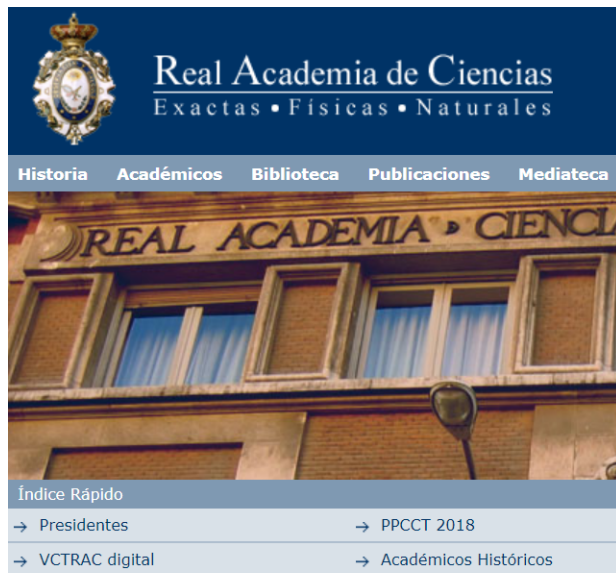 Real Academia de Ciencias
Exactas • Físicas • Naturales
Historia Académicos Biblioteca Publicaciones Mediateca
REAL ACADEMIA D CIENCIA
Índice Rápido
→ Presidentes → PPCCT 2018
→ VCTRAC digital → Académicos Históricos